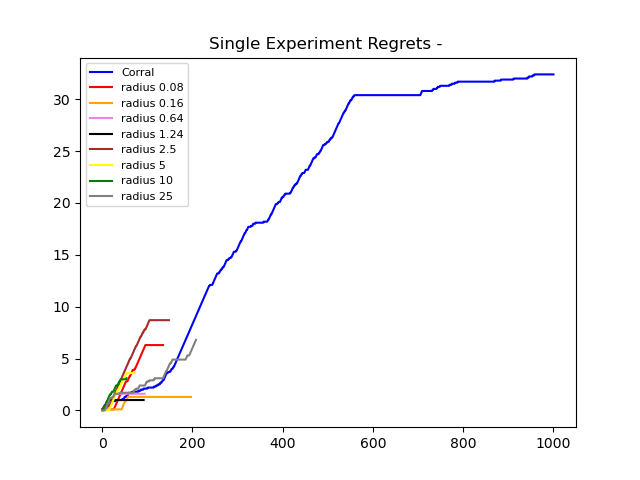 Single Experiment Regrets -
Corral
radius 0.08
radius 0.16
radius 0.64
radius 1.24
radius 2.5
radius 5
radius 10
radius 25
30
25
20
15
10
5
0
0 200 400 600 800 1000